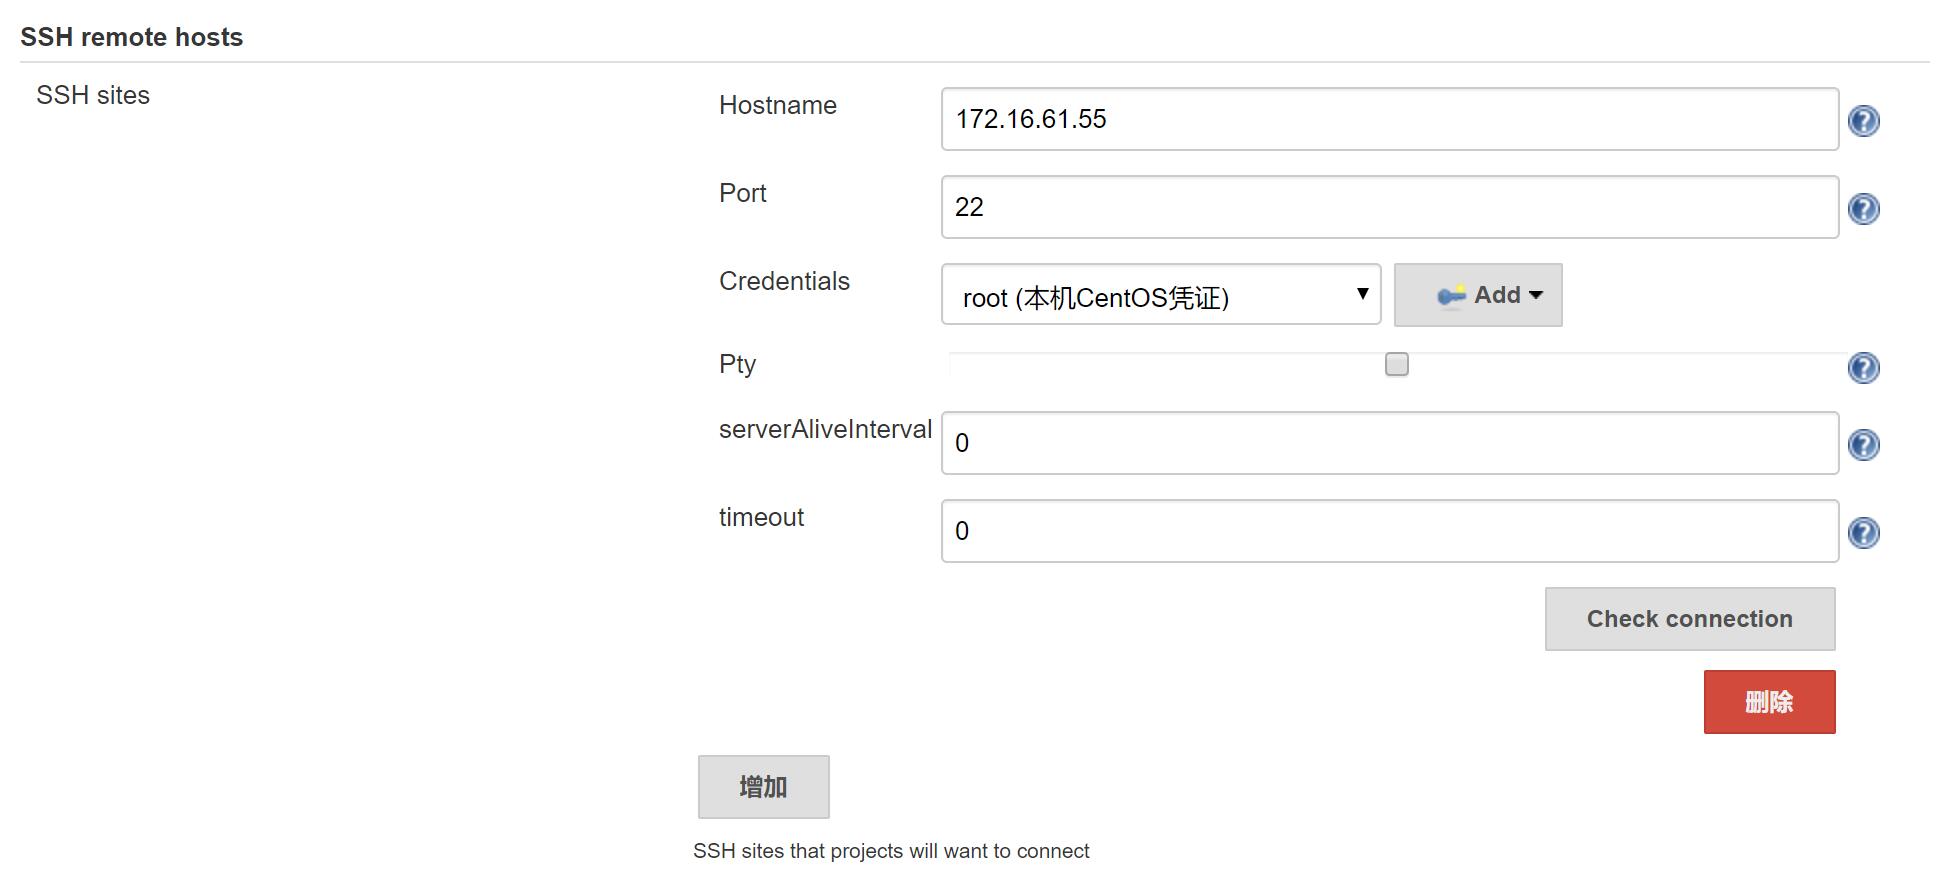 SSH remote hosts
SSH sites
Hostname
172.16.61.55
Port
22
Credentials
root (本机CentOS凭证)
Add
Pty
serverAliveInterval
0
timeout
0
Check connection
删除
增加
SSH sites that projects will want to connect